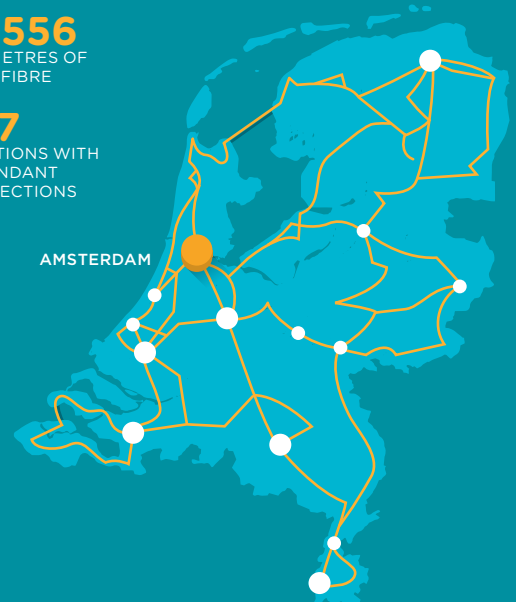 556
ETRES OF
FIBRE
7
TIONS WITH
NDANT
ECTIONS
AMSTERDAM